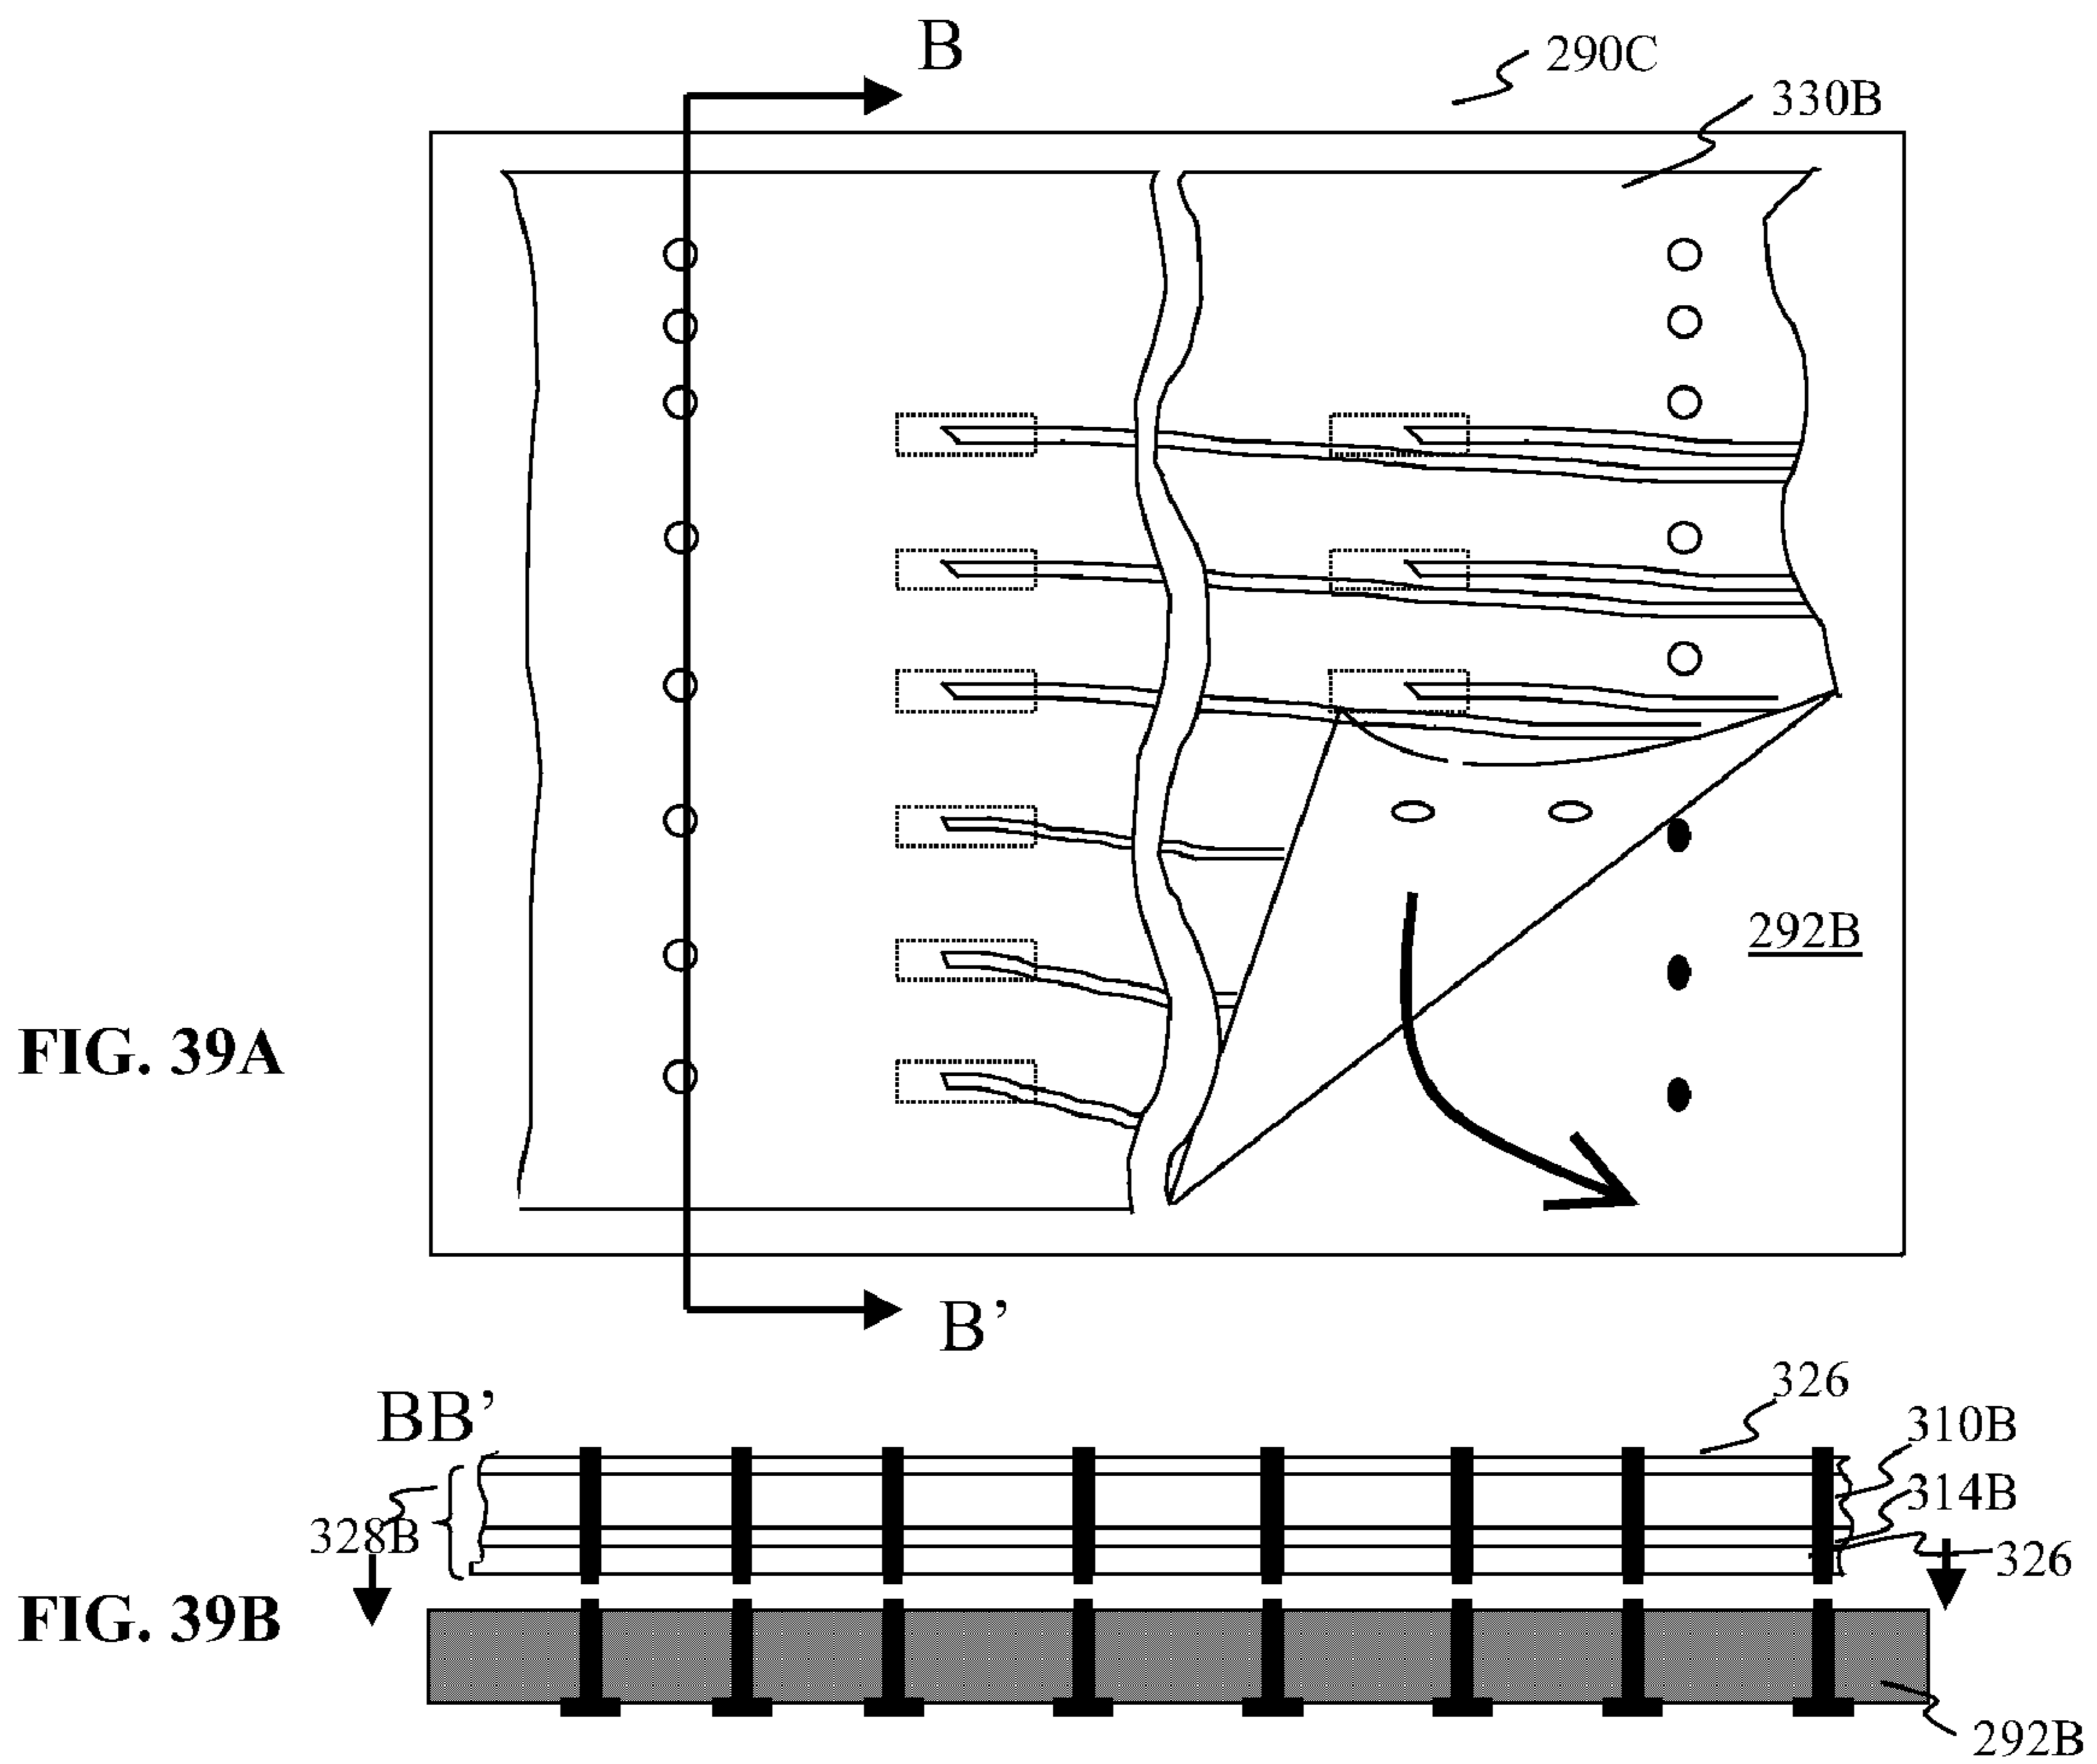 B
290C
330B
292B
FIG. 39A
B’
326
BB’
310B
314B
328B
326
FIG. 39B
292B